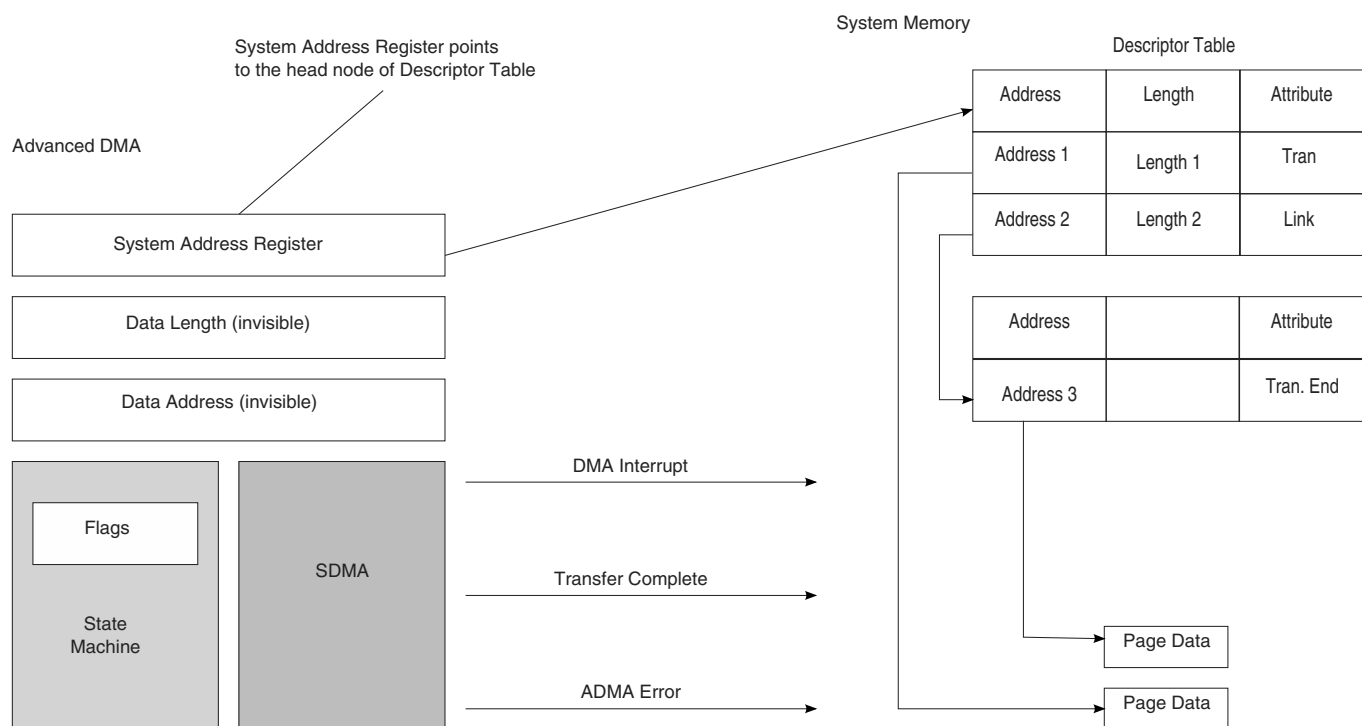 System Memory
System Address Register points
to the head node of Descriptor Table
Descriptor Table
Advanced DMA
Address Length Attribute
Address 1 Length 1 Tran
Address 2 Length 2 Link
System Address Register
Data Length (invisible)
Data Address (invisible)
Address Attribute
Address 3 Tran. End
Flags
State
Machine
SDMA
DMA Interrupt
Transfer Complete
ADMA Error
Page Data
Page Data